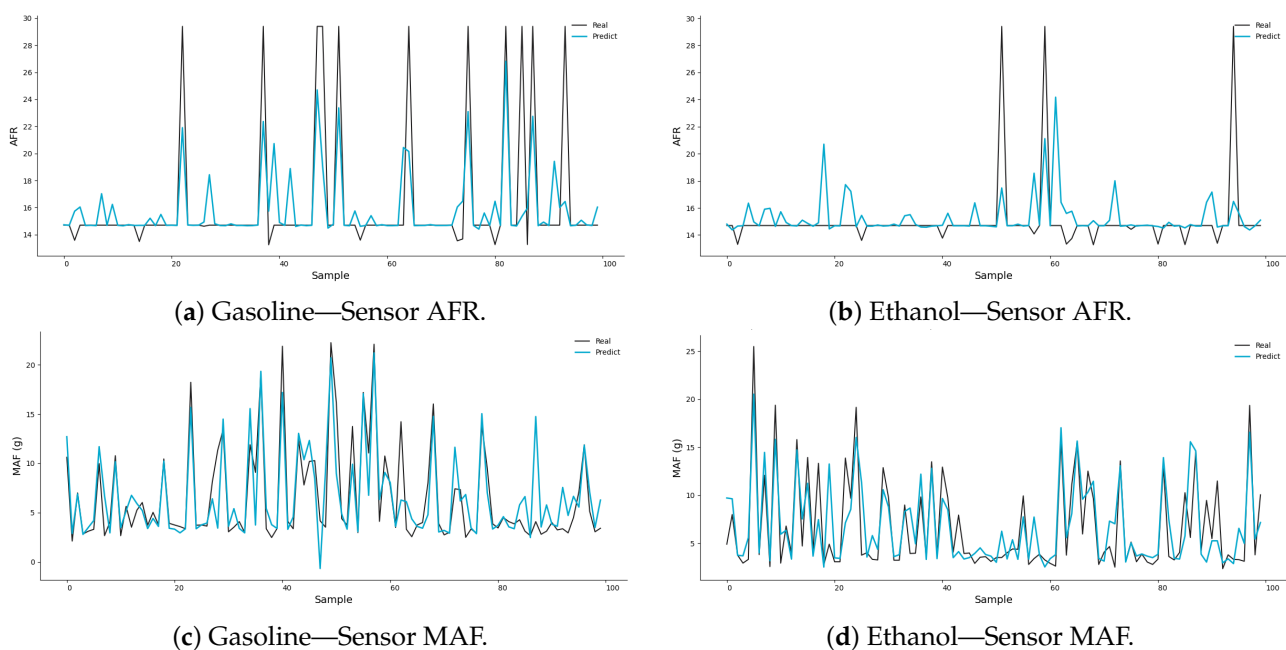 30
28
26
24
22
20
18
16
14
AFR
0
20
40
60
80
100
Sample
Real
Predict
(a) Gasoline—Sensor AFR.
30
28
26
24
22
20
18
16
14
AFR
0
20
40
60
80
100
Sample
Real
Predict
(b) Ethanol—Sensor AFR.
20
15
10
5
0
MAF (g)
0
20
40
60
80
100
Sample
Real
Predict
(c) Gasoline—Sensor MAF.
25
20
15
10
5
MAF (g)
0
20
40
60
80
100
Sample
Real
Predict
(d) Ethanol—Sensor MAF.